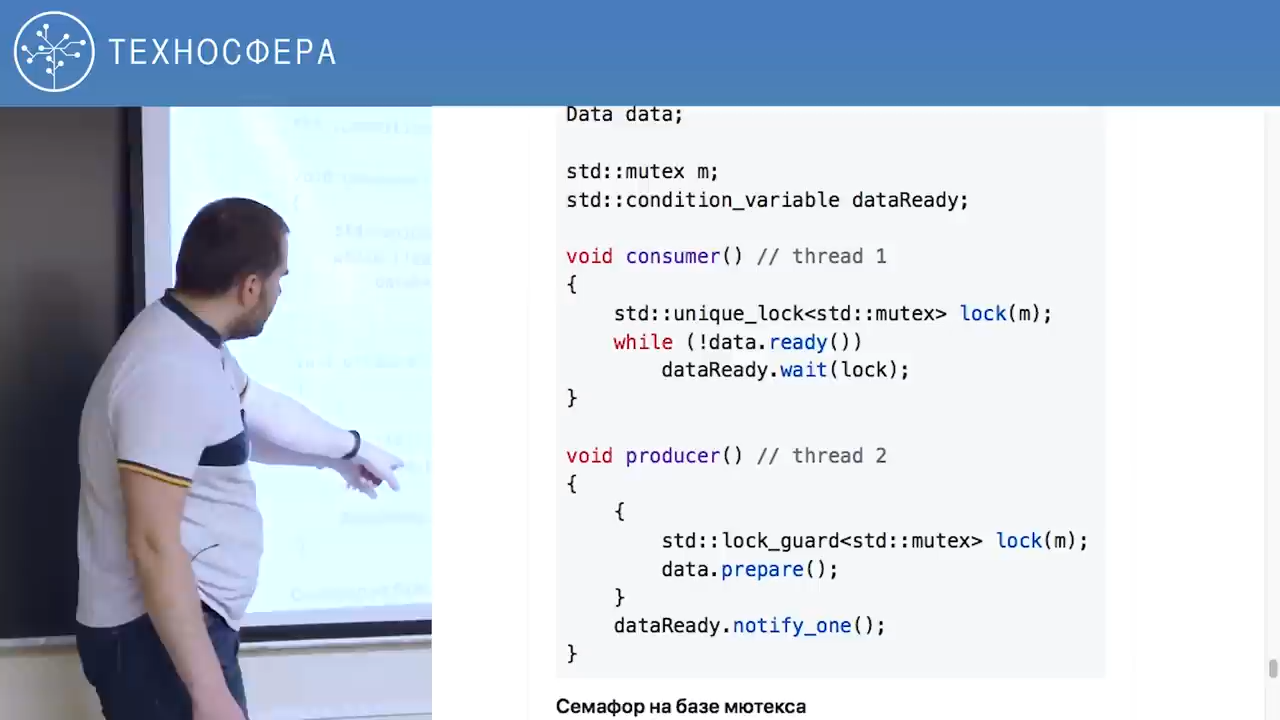 ТЕХНОСФЕРА
Data data;
std::mutex m;
std::condition_variable dataReady;
void consumer() // thread 1
{
    std::unique_lock<std::mutex> lock(m);
    while (!data.ready())
        dataReady.wait(lock);
}
void producer() // thread 2
{
    {
        std::lock_guard<std::mutex> lock(m);
        data.prepare();
    }
    dataReady.notify_one();
}
Семафор на базе мютекса